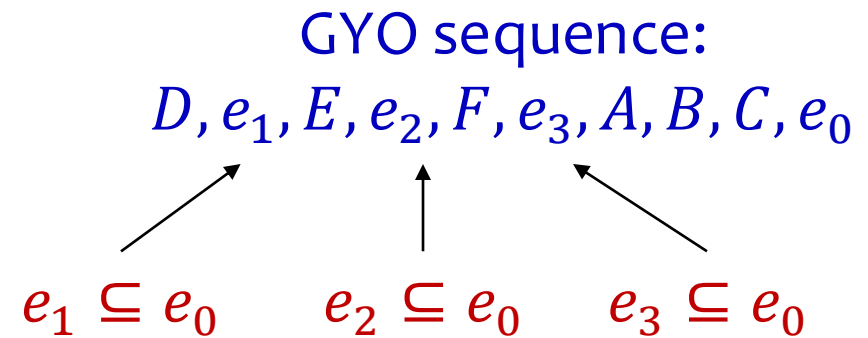 GYO sequence:
D, e₁, E, e₂, F, e₃, A, B, C, e₀
e₁ ⊆ e₀ e₂ ⊆ e₀ e₃ ⊆ e₀